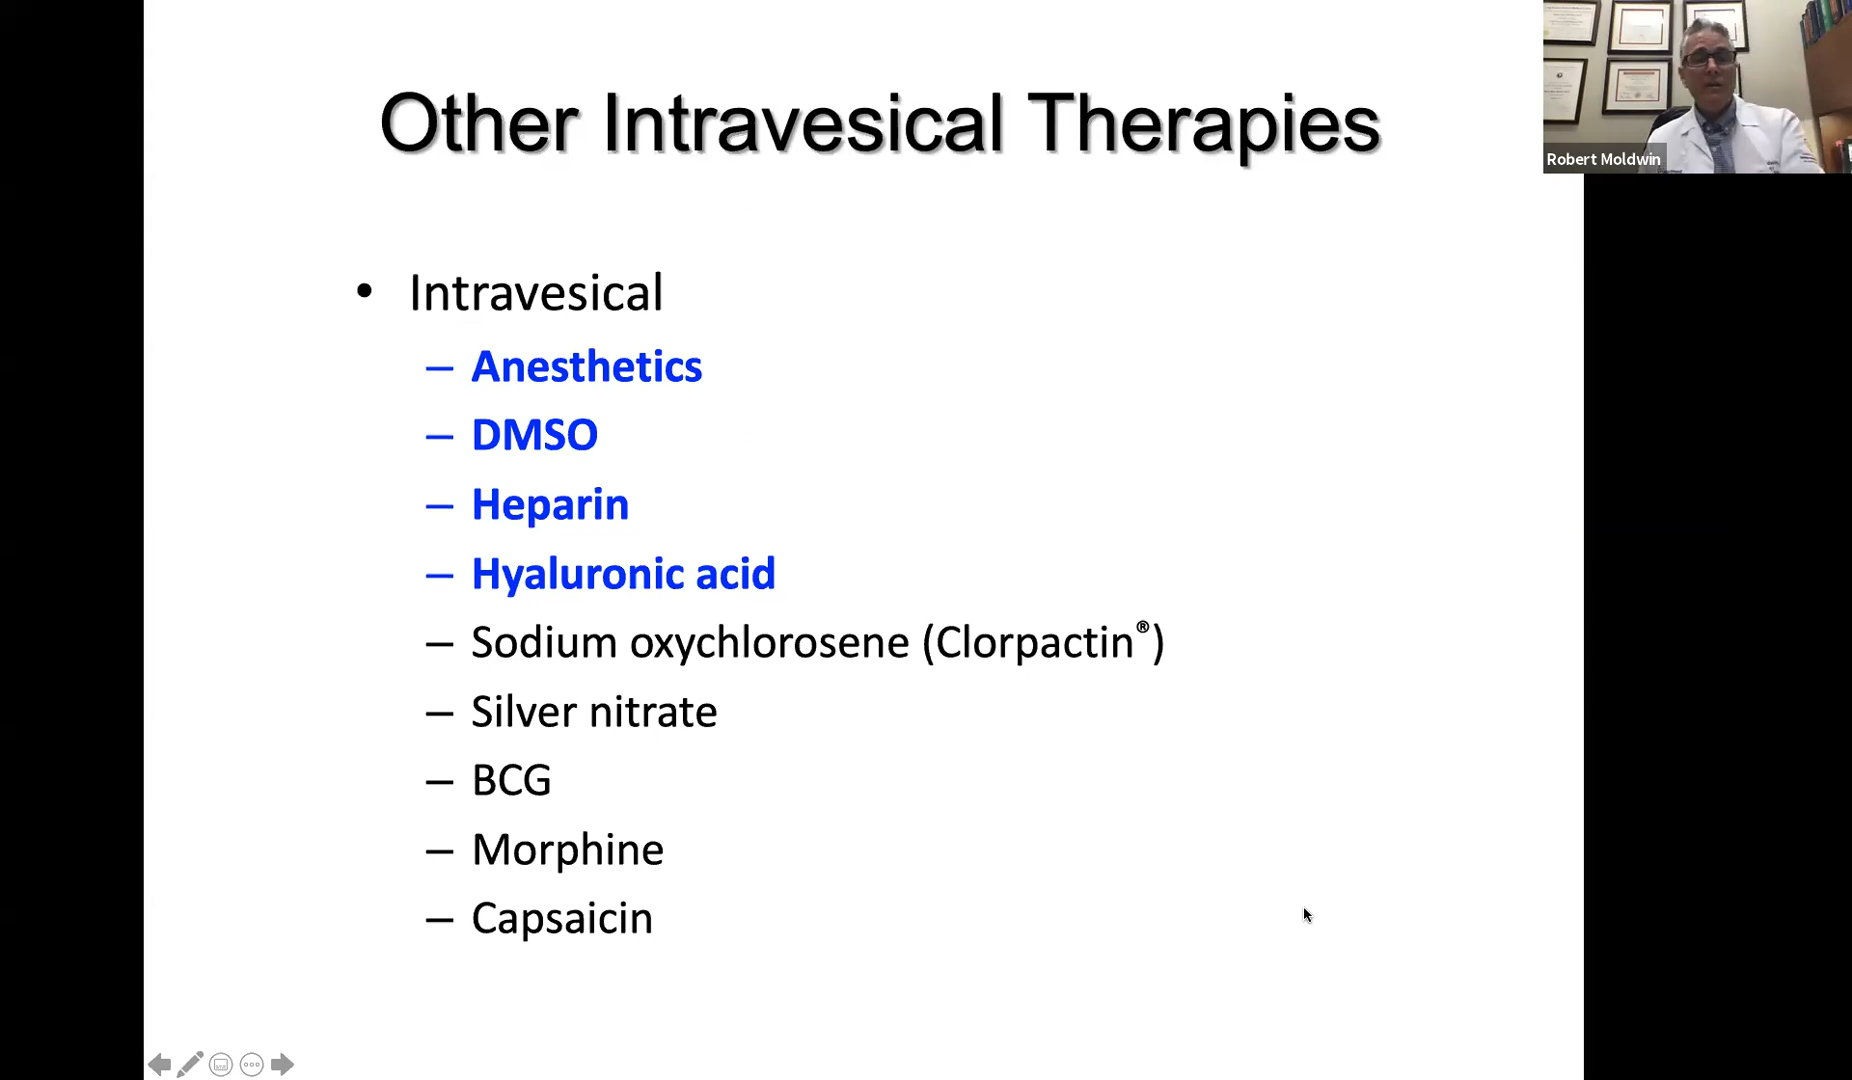 Other Intravesical Therapies
Robert Moldwin
• Intravesical
– Anesthetics
– DMSO
– Heparin
– Hyaluronic acid
– Sodium oxychlorosene (Clorpactin®)
– Silver nitrate
– BCG
– Morphine
– Capsaicin